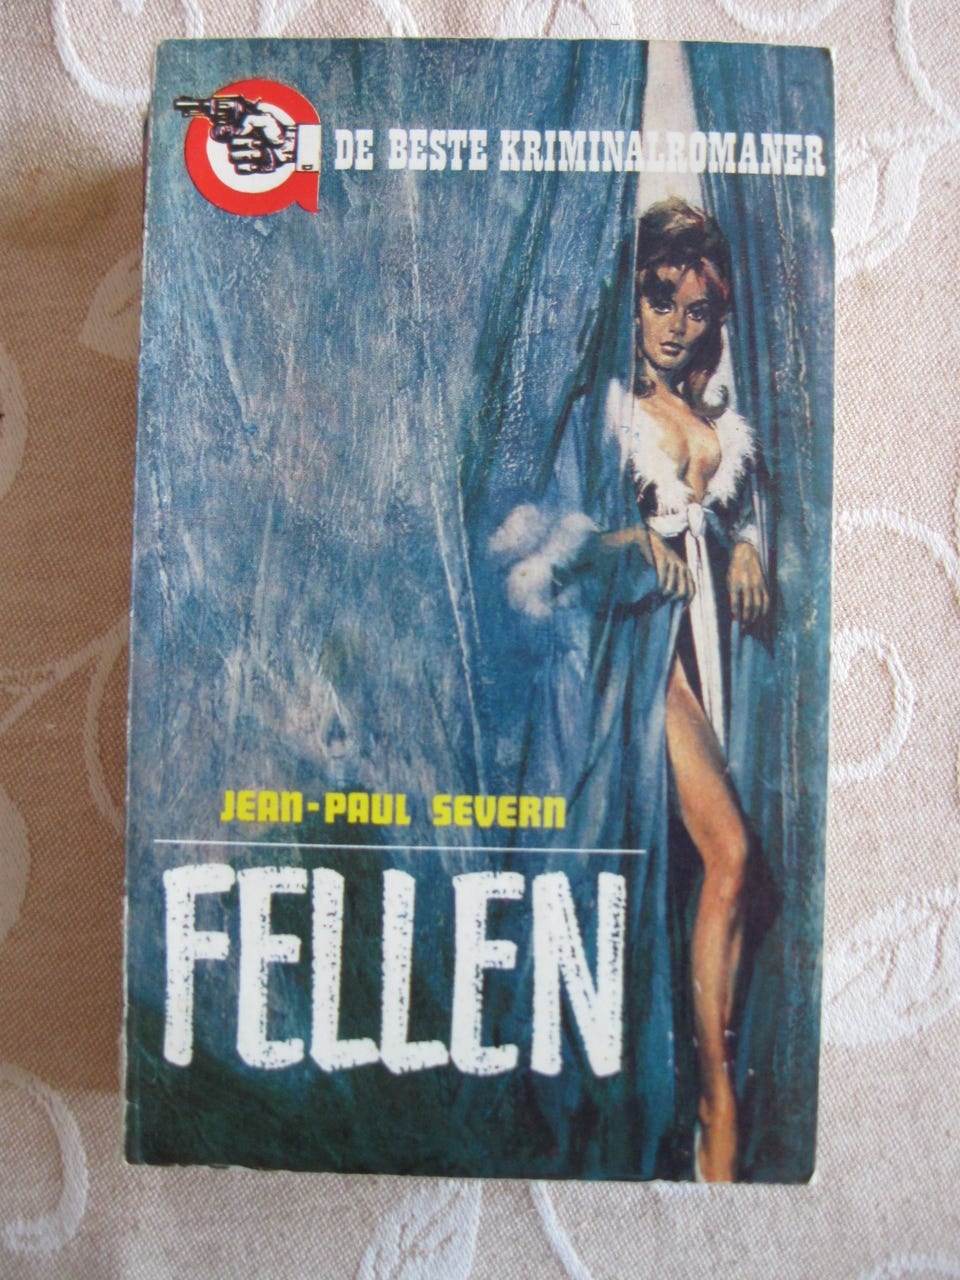 DE BESTE KRIMINALROMANER
JEAN-PAUL SEVERN
FELLEN